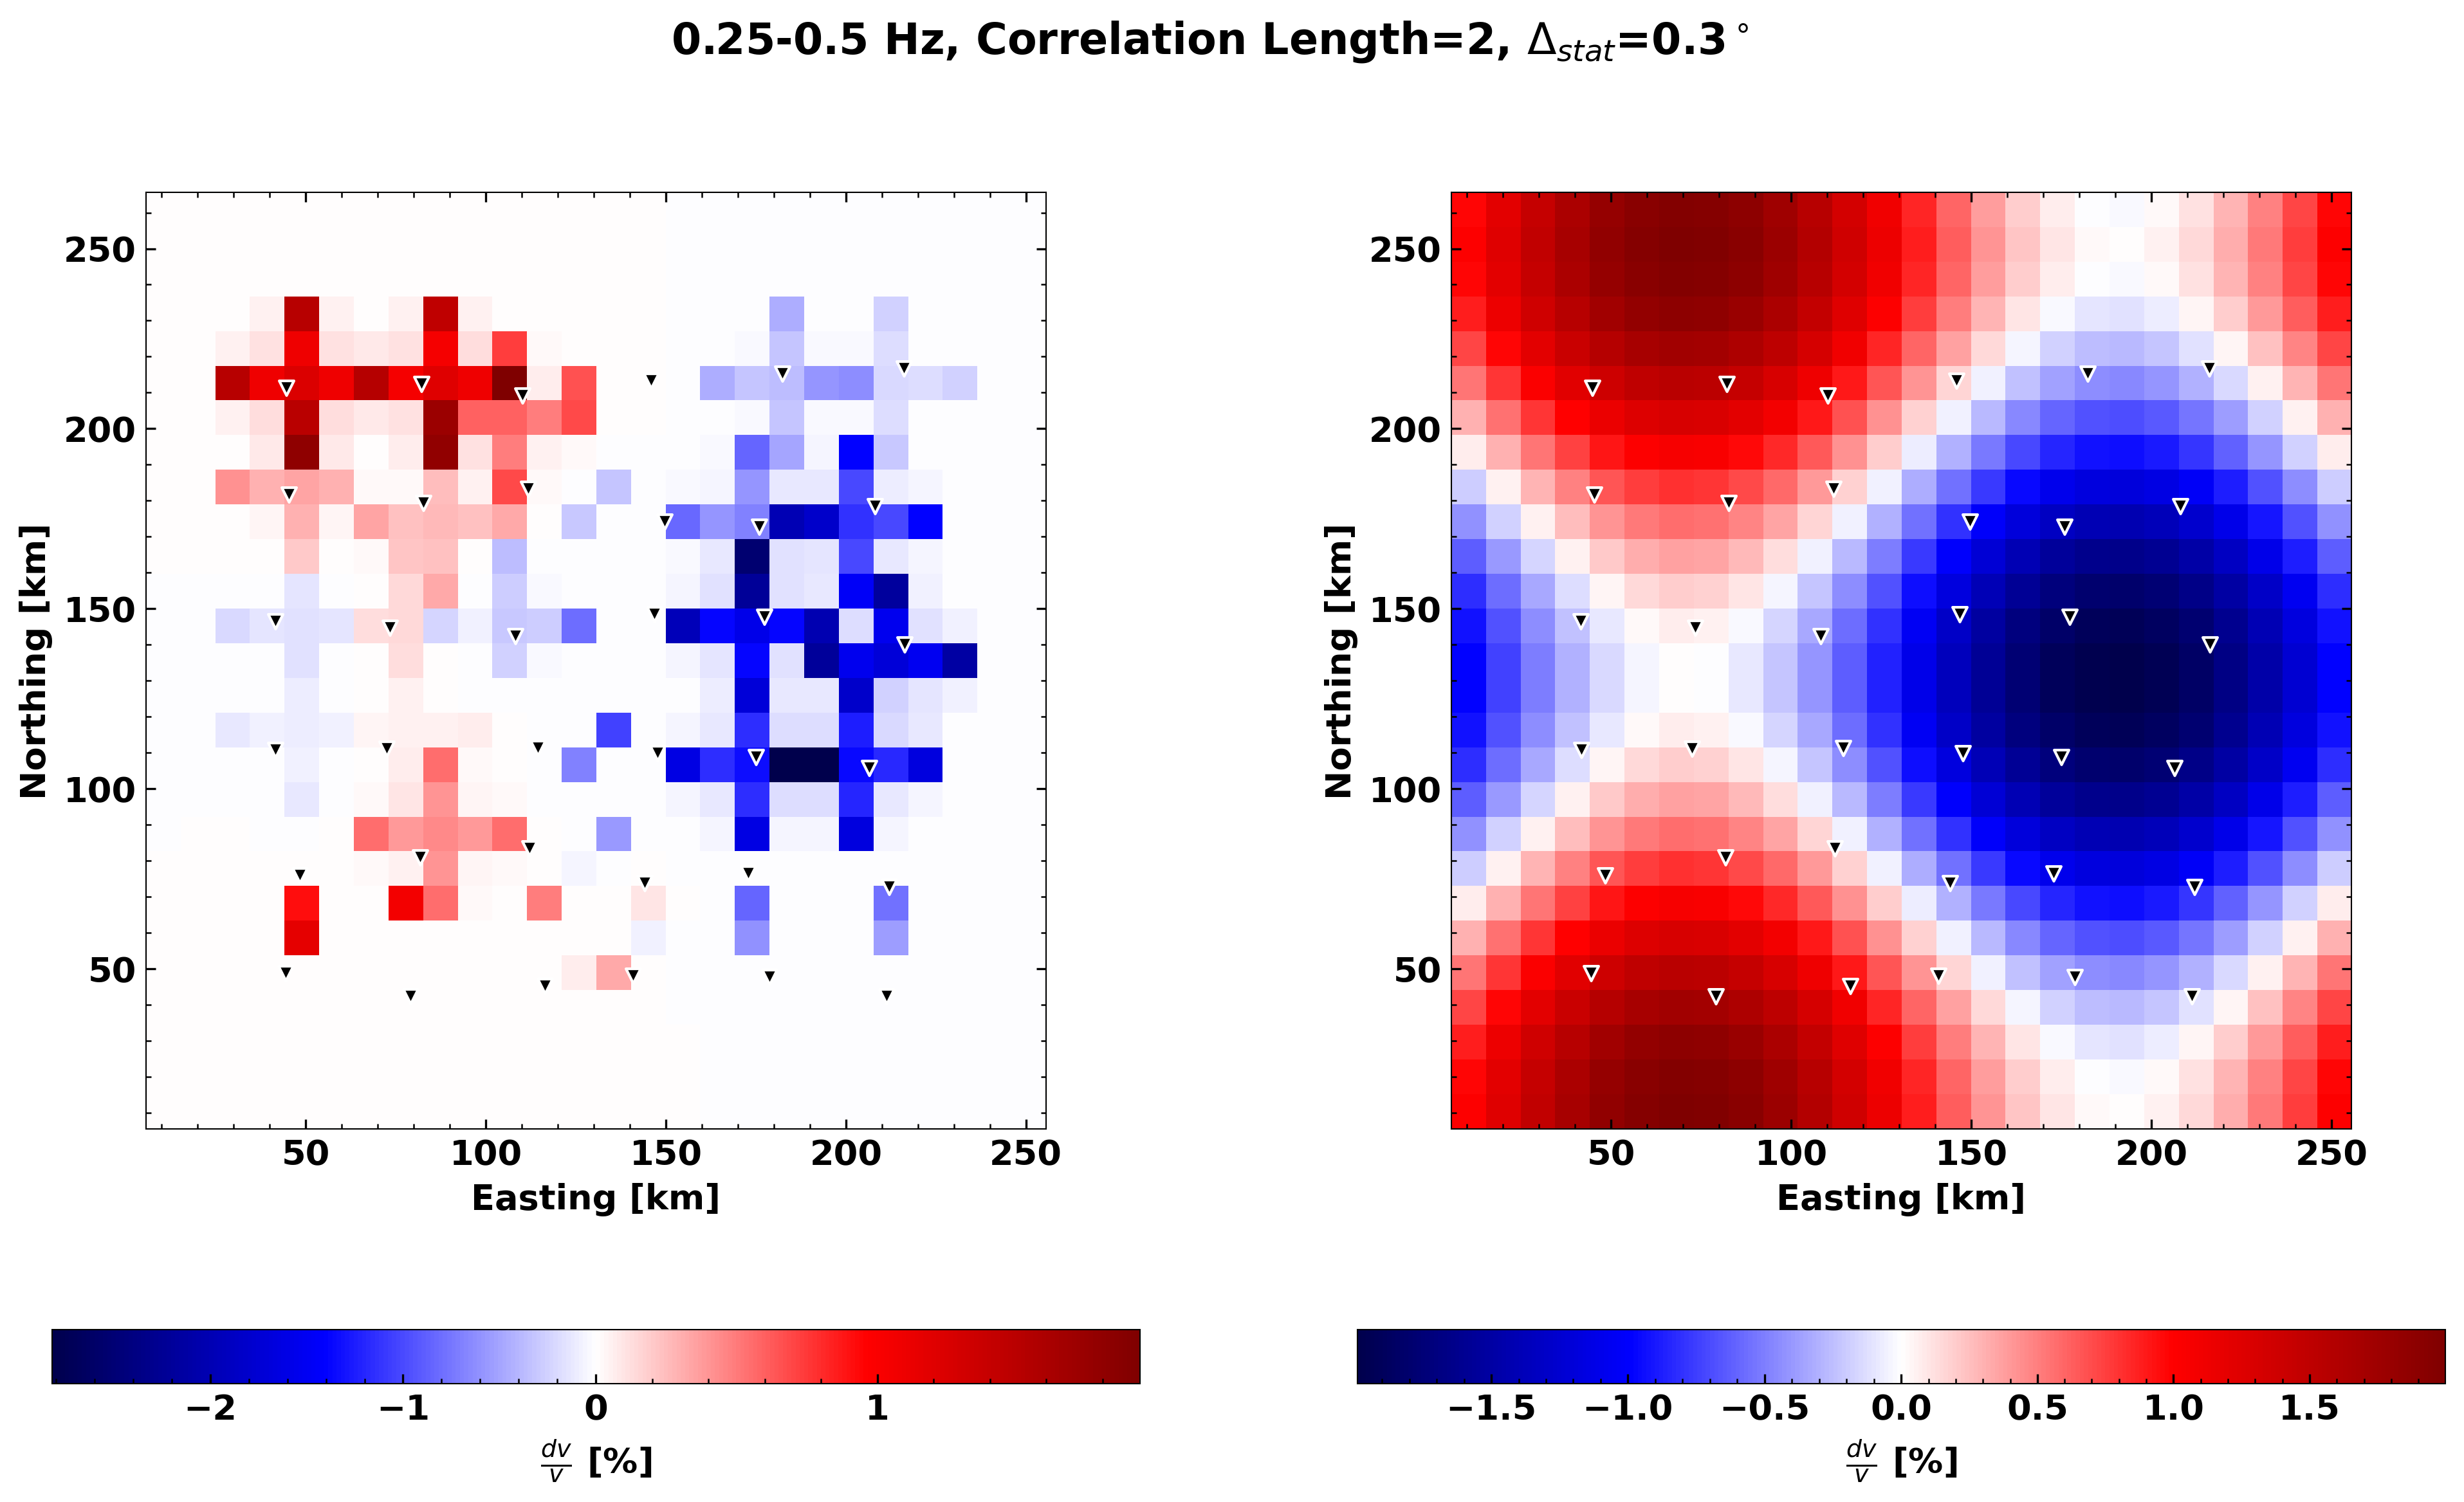 0.25-0.5 Hz, Correlation Length=2, Δstat=0.3°
250
200
150
100
50
Northing [km]
50 100 150 200 250
Easting [km]
−2 −1 0 1
dv/v [%]
250
200
150
100
50
Northing [km]
50 100 150 200 250
Easting [km]
−1.5 −1.0 −0.5 0.0 0.5 1.0 1.5
dv/v [%]